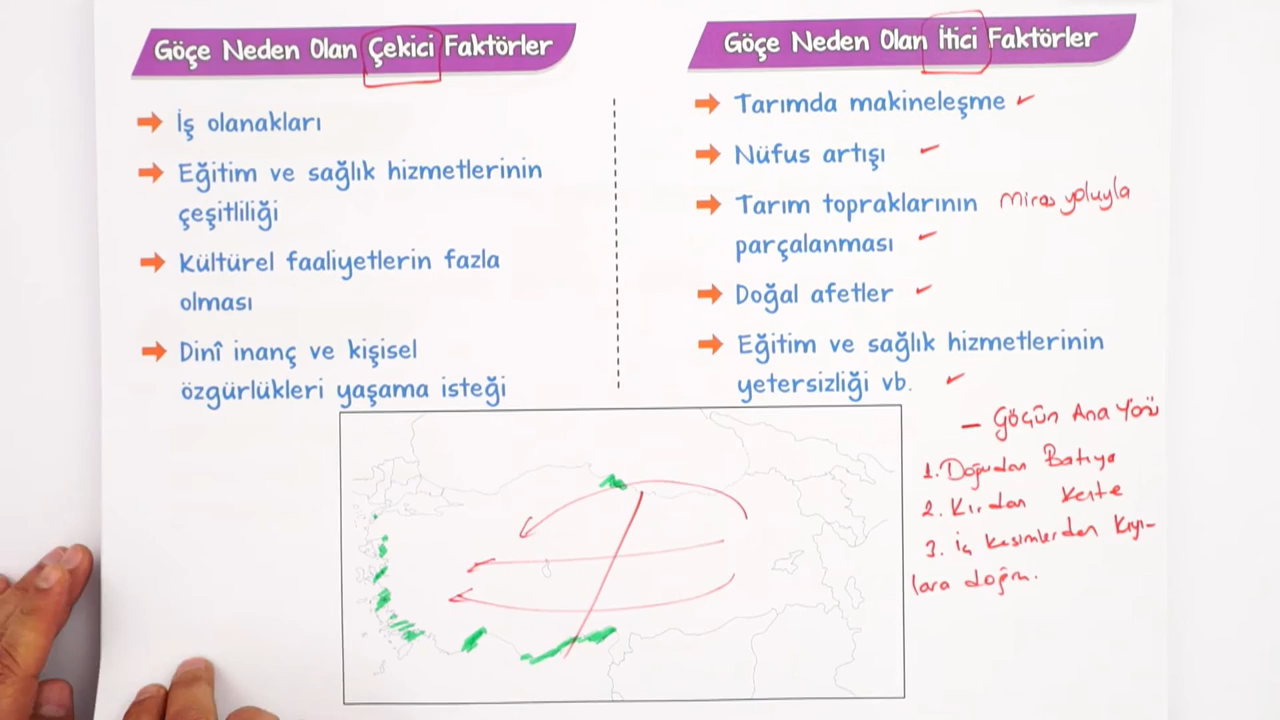 Göçe Neden Olan Çekici Faktörler
İş olanakları
Eğitim ve sağlık hizmetlerinin
çeşitliliği
Kültürel faaliyetlerin fazla
olması
Dinî inanç ve kişisel
özgürlükleri yaşama isteği
Göçe Neden Olan İtici Faktörler
Tarımda makineleşme
Nüfus artışı
Tarım topraklarının miras yoluyla
parçalanması
Doğal afetler
Eğitim ve sağlık hizmetlerinin
yetersizliği vb.
- Göçün Ana Yönü
1. Doğudan Batıya
2. Kırdan Kente
3. İç Kesimlerden Kıyı-
lara doğru.